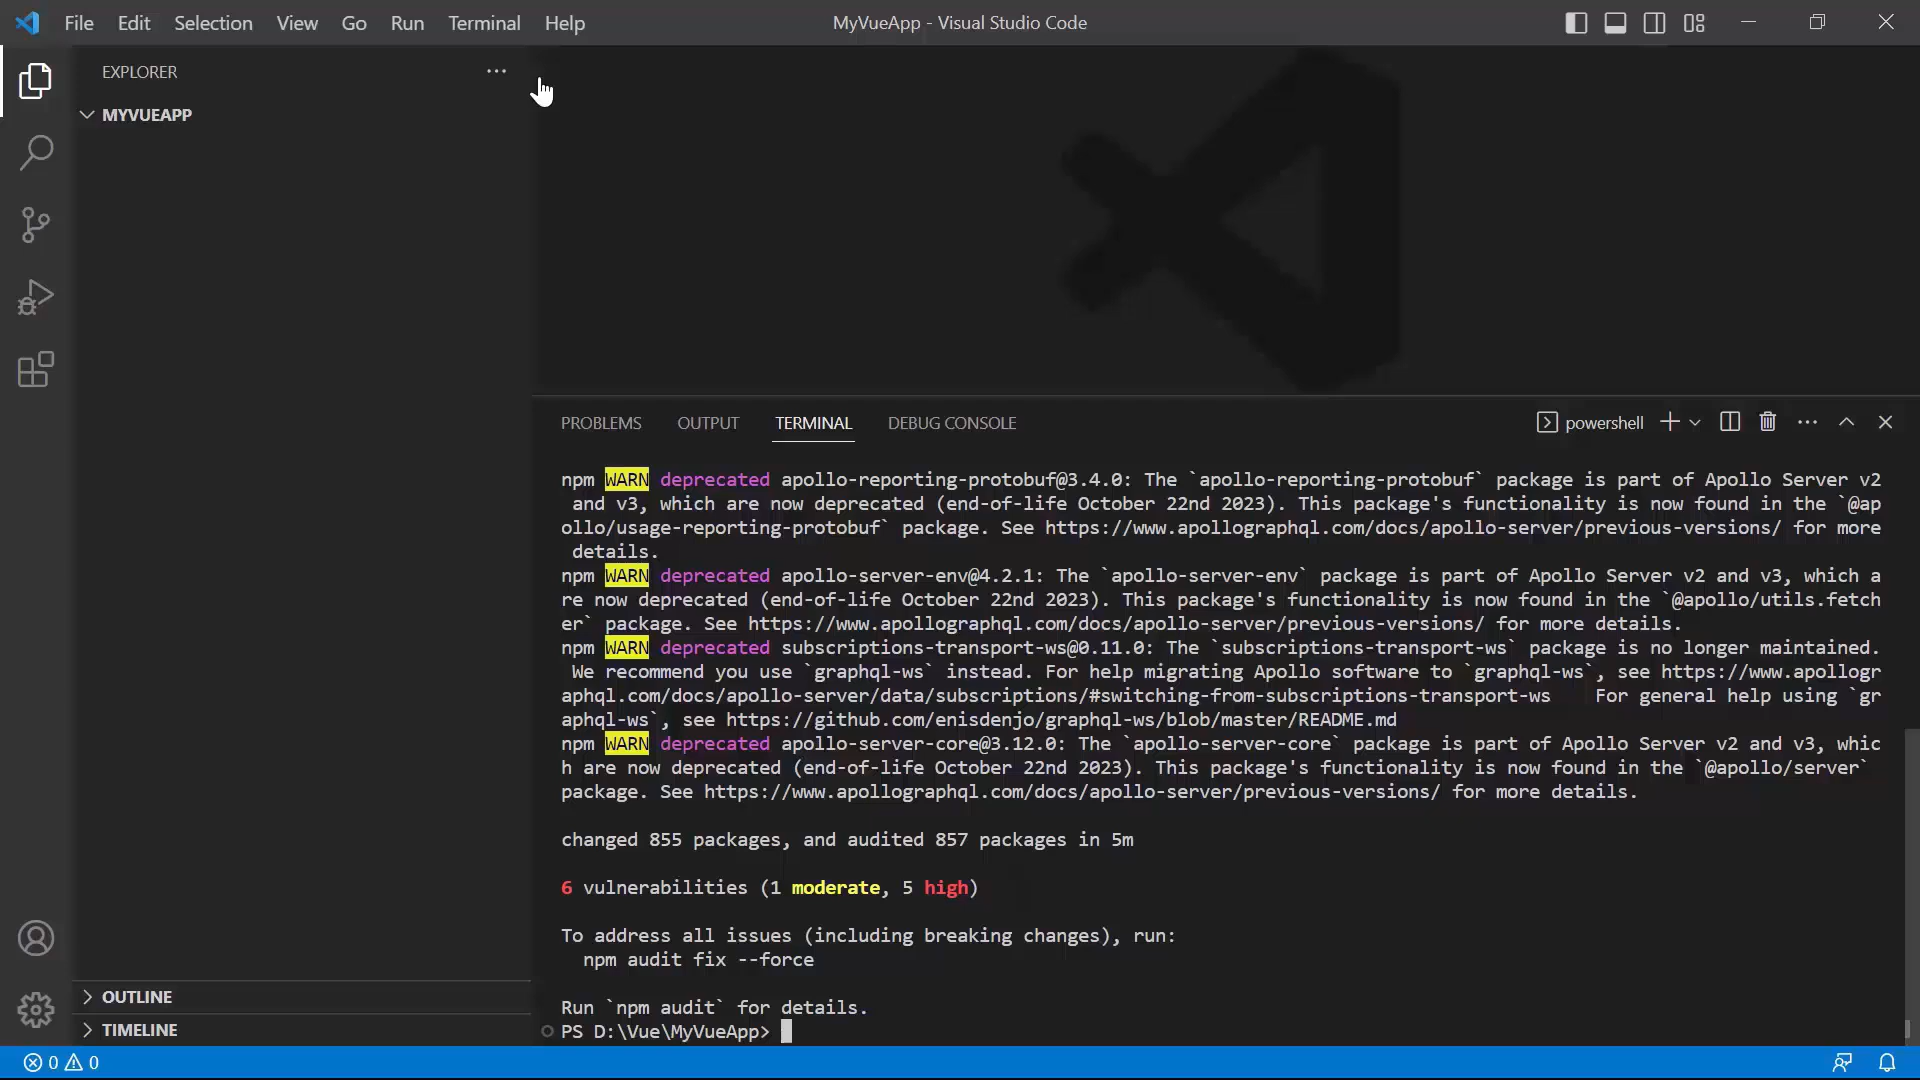 File Edit Selection View Go Run Terminal Help MyVueApp - Visual Studio Code
EXPLORER
MYVUEAPP
PROBLEMS OUTPUT TERMINAL DEBUG CONSOLE powershell
npm WARN deprecated apollo-reporting-protobuf@3.4.0: The `apollo-reporting-protobuf` package is part of Apollo Server v2
and v3, which are now deprecated (end-of-life October 22nd 2023). This package's functionality is now found in the `@ap
ollo/usage-reporting-protobuf` package. See https://www.apollographql.com/docs/apollo-server/previous-versions/ for more
details.
npm WARN deprecated apollo-server-env@4.2.1: The `apollo-server-env` package is part of Apollo Server v2 and v3, which a
re now deprecated (end-of-life October 22nd 2023). This package's functionality is now found in the `@apollo/utils.fetch
er` package. See https://www.apollographql.com/docs/apollo-server/previous-versions/ for more details.
npm WARN deprecated subscriptions-transport-ws@0.11.0: The `subscriptions-transport-ws` package is no longer maintained.
We recommend you use `graphql-ws` instead. For help migrating Apollo software to `graphql-ws`, see https://www.apollogr
aphql.com/docs/apollo-server/data/subscriptions/#switching-from-subscriptions-transport-ws    For general help using `gr
aphql-ws`, see https://github.com/enisdenjo/graphql-ws/blob/master/README.md
npm WARN deprecated apollo-server-core@3.12.0: The `apollo-server-core` package is part of Apollo Server v2 and v3, whic
h are now deprecated (end-of-life October 22nd 2023). This package's functionality is now found in the `@apollo/server`
package. See https://www.apollographql.com/docs/apollo-server/previous-versions/ for more details.
changed 855 packages, and audited 857 packages in 5m
6 vulnerabilities (1 moderate, 5 high)
To address all issues (including breaking changes), run:
npm audit fix --force
Run `npm audit` for details.
PS D:\Vue\MyVueApp>
OUTLINE
TIMELINE
0 0